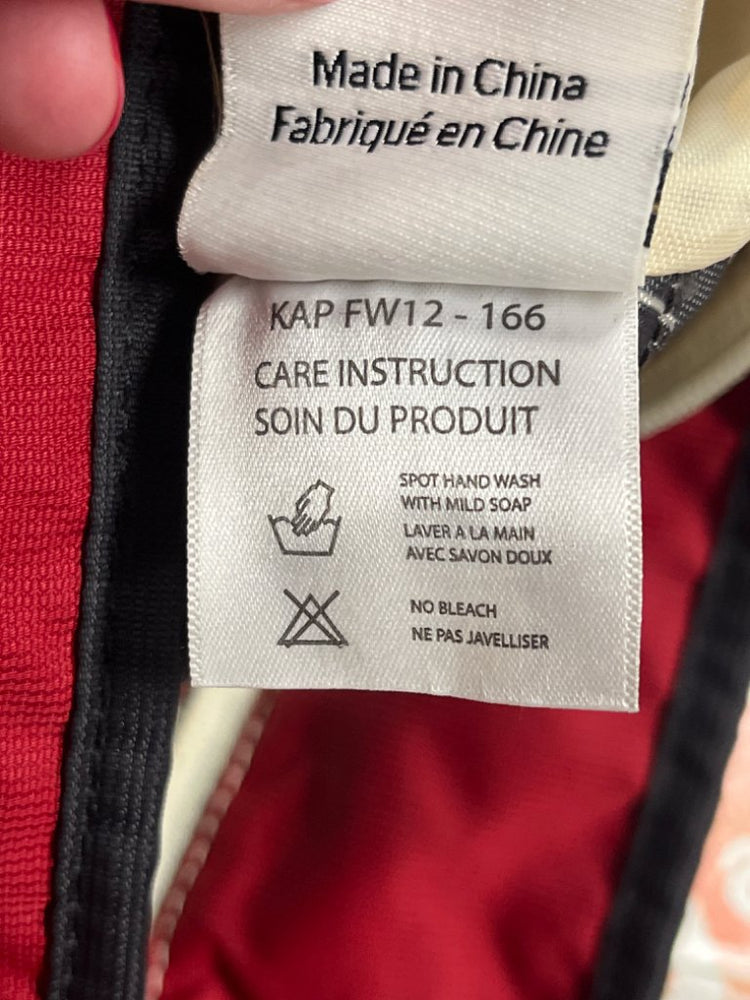 Made in China
Fabriqué en Chine
KAP FW12 - 166
CARE INSTRUCTION
SOIN DU PRODUIT
SPOT HAND WASH
WITH MILD SOAP
LAVER A LA MAIN
AVEC SAVON DOUX
NO BLEACH
NE PAS JAVELLISER